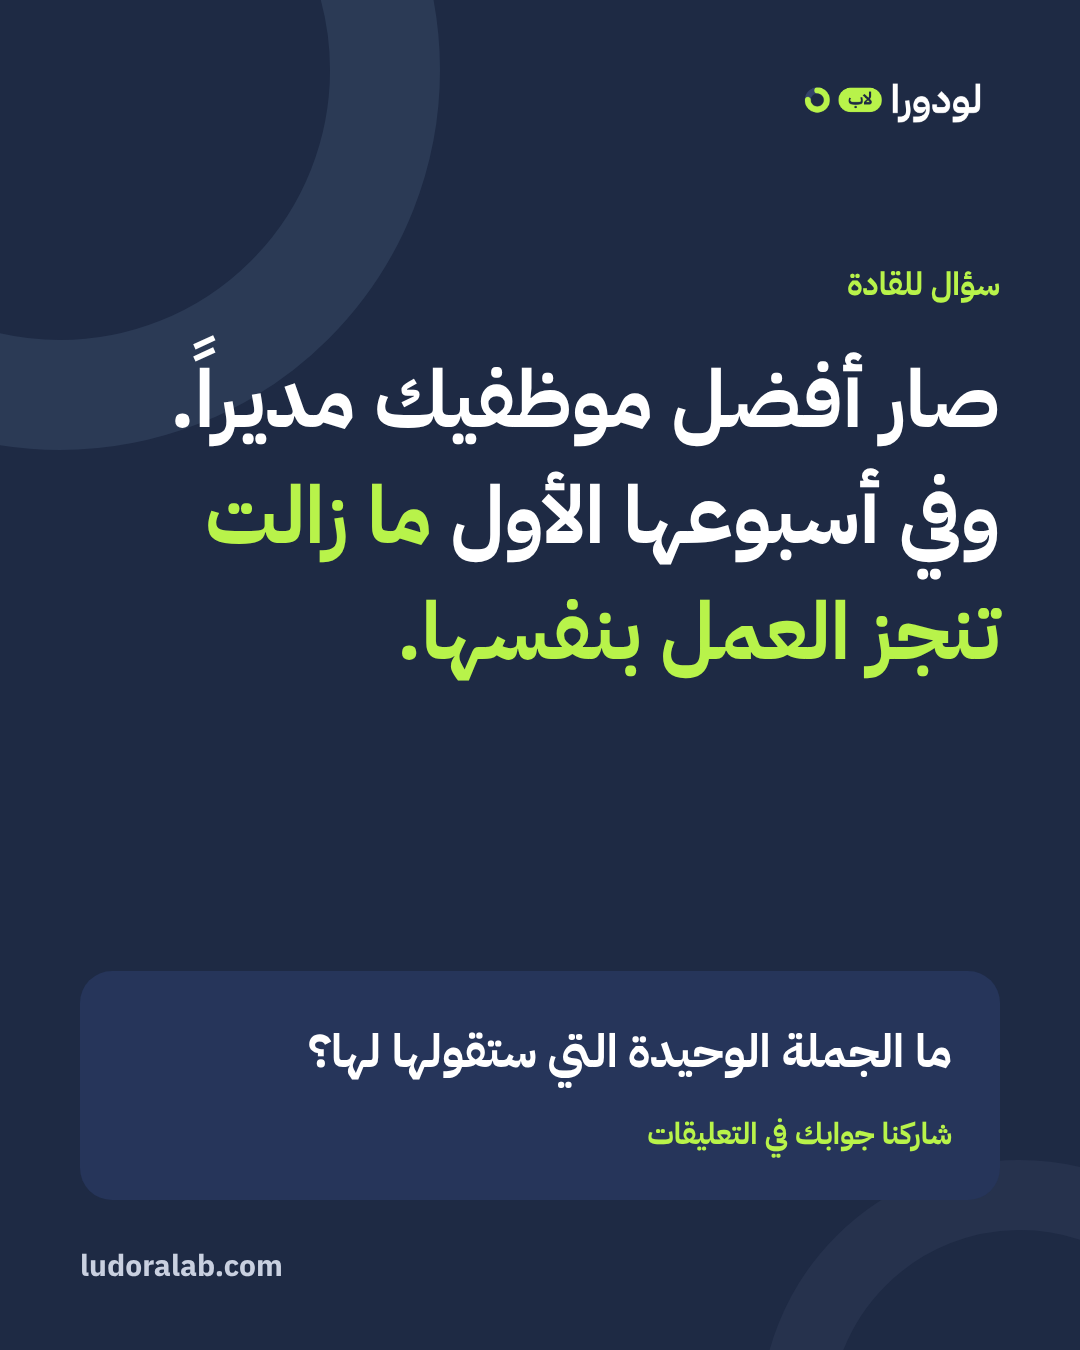 لودورا لاب
سؤال للقادة
صار أفضل موظفيك مديراً.
وفي أسبوعها الأول ما زالت
تنجز العمل بنفسها.
ما الجملة الوحيدة التي ستقولها لها؟
شاركنا جوابك في التعليقات
ludoralab.com